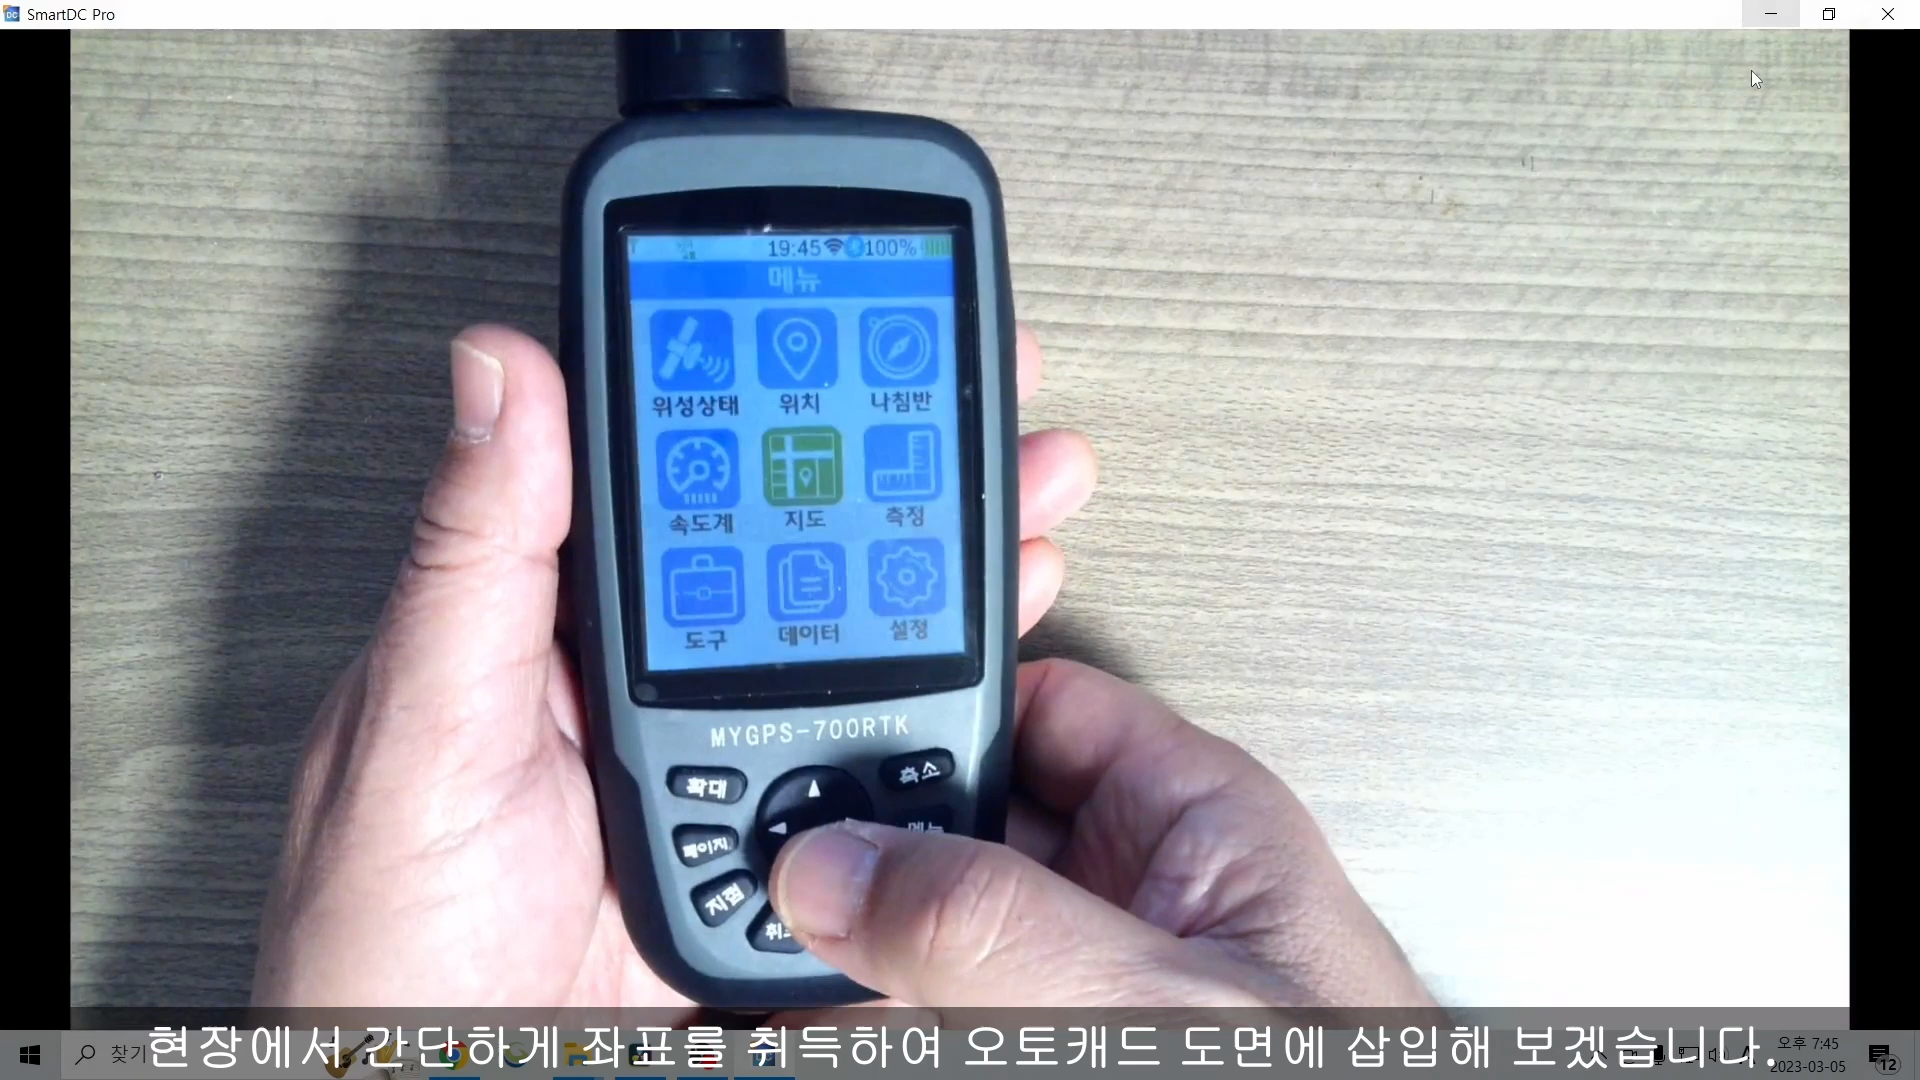 SmartDC Pro
19:45 100%
메뉴
위성상태 위치 나침반
속도계 지도 측정
도구 데이터 설정
MYGPS-700RTK
확대 축소
페이지 메뉴
지점
현장에서 간단하게 좌표를 취득하여 오토캐드 도면에 삽입해 보겠습니다.
찾기
오후 7:45
2023-03-05
12